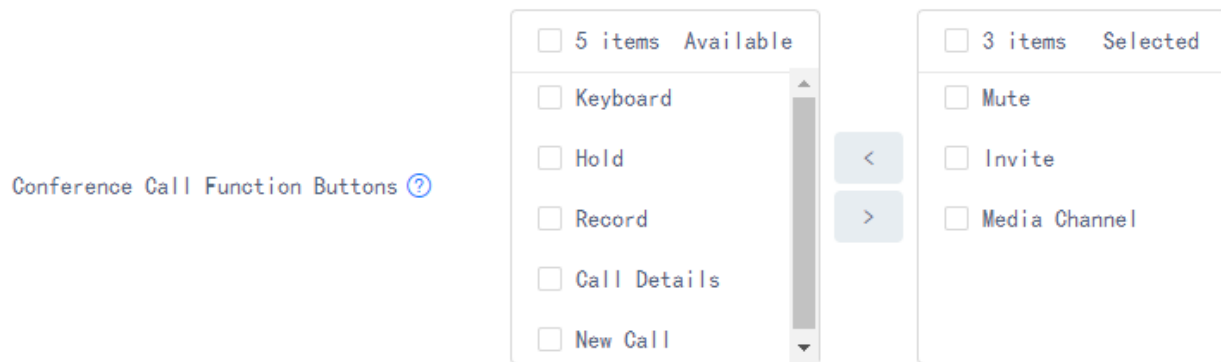 5 items Available
3 items Selected
Keyboard
Mute
Hold
<
Invite
Conference Call Function Buttons ?
Record
>
Media Channel
Call Details
New Call